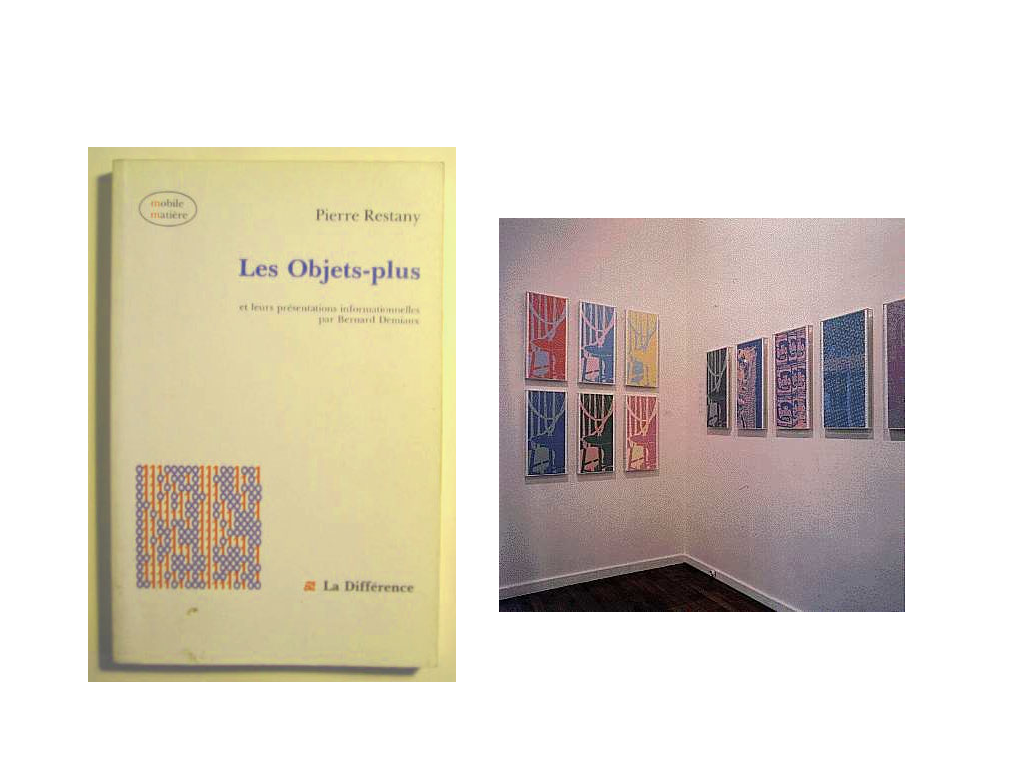 mobile
matière
Pierre Restany
Les Objets-plus
et leurs présentations informationnelles
par Bernard Demiaux
La Différence